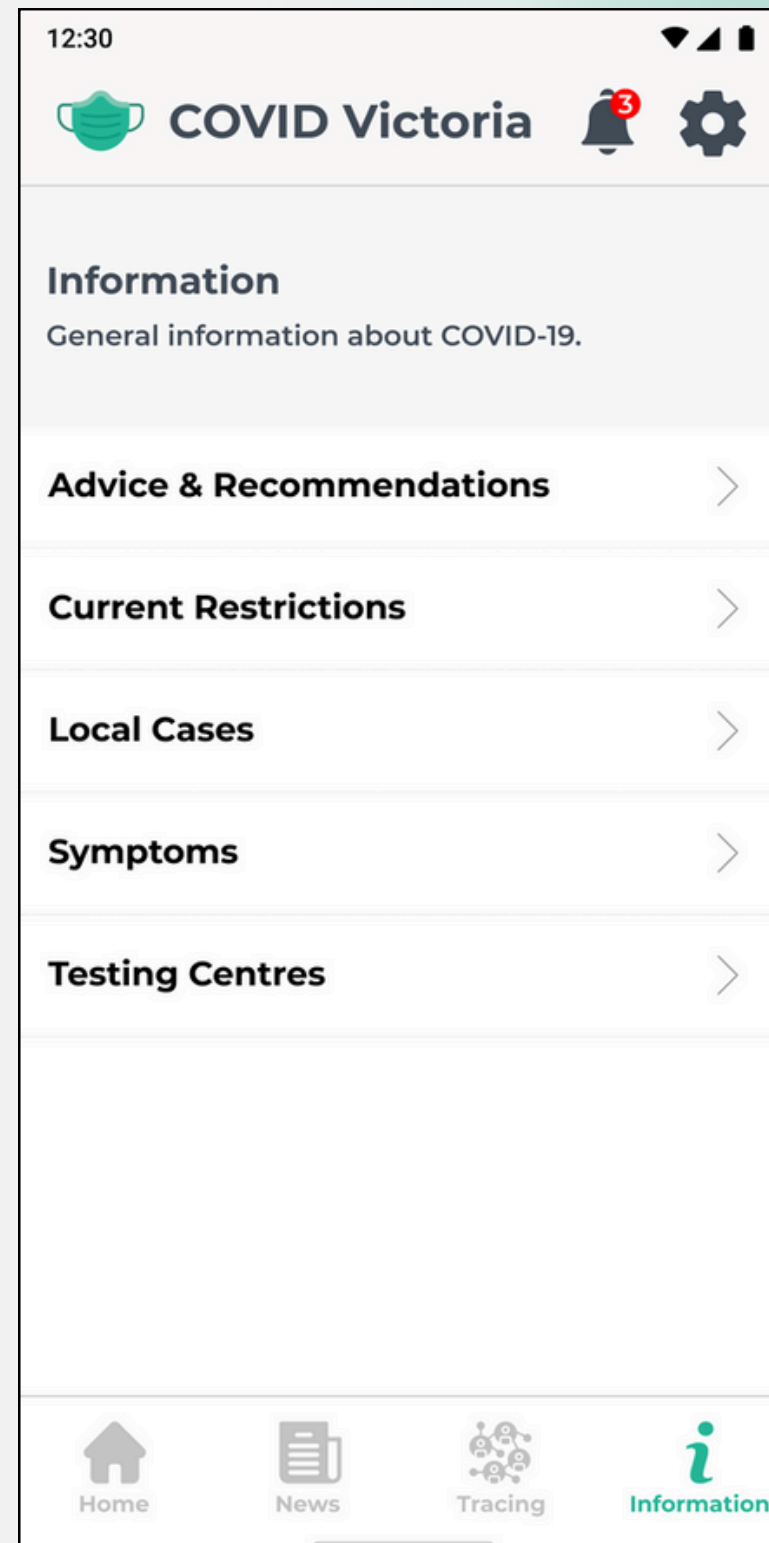 12:30
COVID Victoria
3
Information
General information about COVID-19.
Advice & Recommendations
Current Restrictions
Local Cases
Symptoms
Testing Centres
Home
News
Tracing
Information